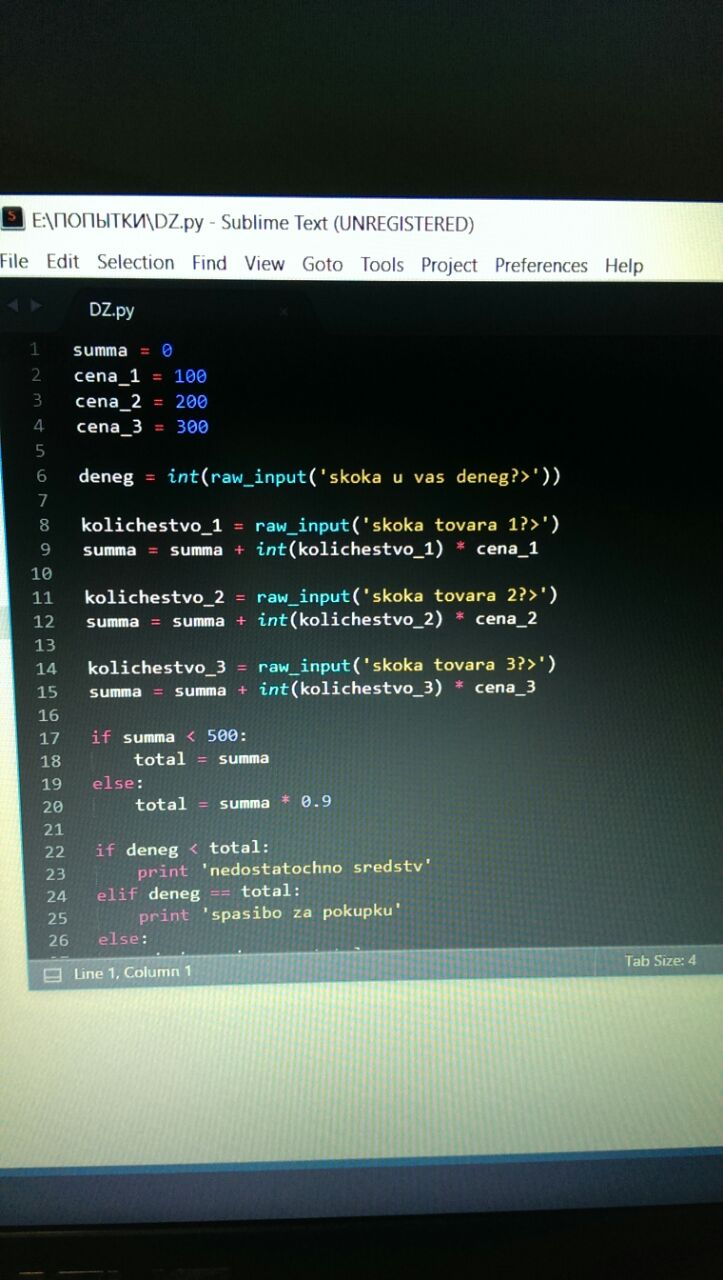 E:\ПОПЫТКИ\DZ.py - Sublime Text (UNREGISTERED)
File Edit Selection Find View Goto Tools Project Preferences Help
DZ.py
1 summa = 0
2 cena_1 = 100
3 cena_2 = 200
4 cena_3 = 300
5
6 deneg = int(raw_input('skoka u vas deneg?>'))
7
8 kolichestvo_1 = raw_input('skoka tovara 1?>')
9 summa = summa + int(kolichestvo_1) * cena_1
10
11 kolichestvo_2 = raw_input('skoka tovara 2?>')
12 summa = summa + int(kolichestvo_2) * cena_2
13
14 kolichestvo_3 = raw_input('skoka tovara 3?>')
15 summa = summa + int(kolichestvo_3) * cena_3
16
17 if summa < 500:
18 total = summa
19 else:
20 total = summa * 0.9
21
22 if deneg < total:
23 print 'nedostatochno sredstv'
24 elif deneg == total:
25 print 'spasibo za pokupku'
26 else:
Line 1, Column 1 Tab Size: 4